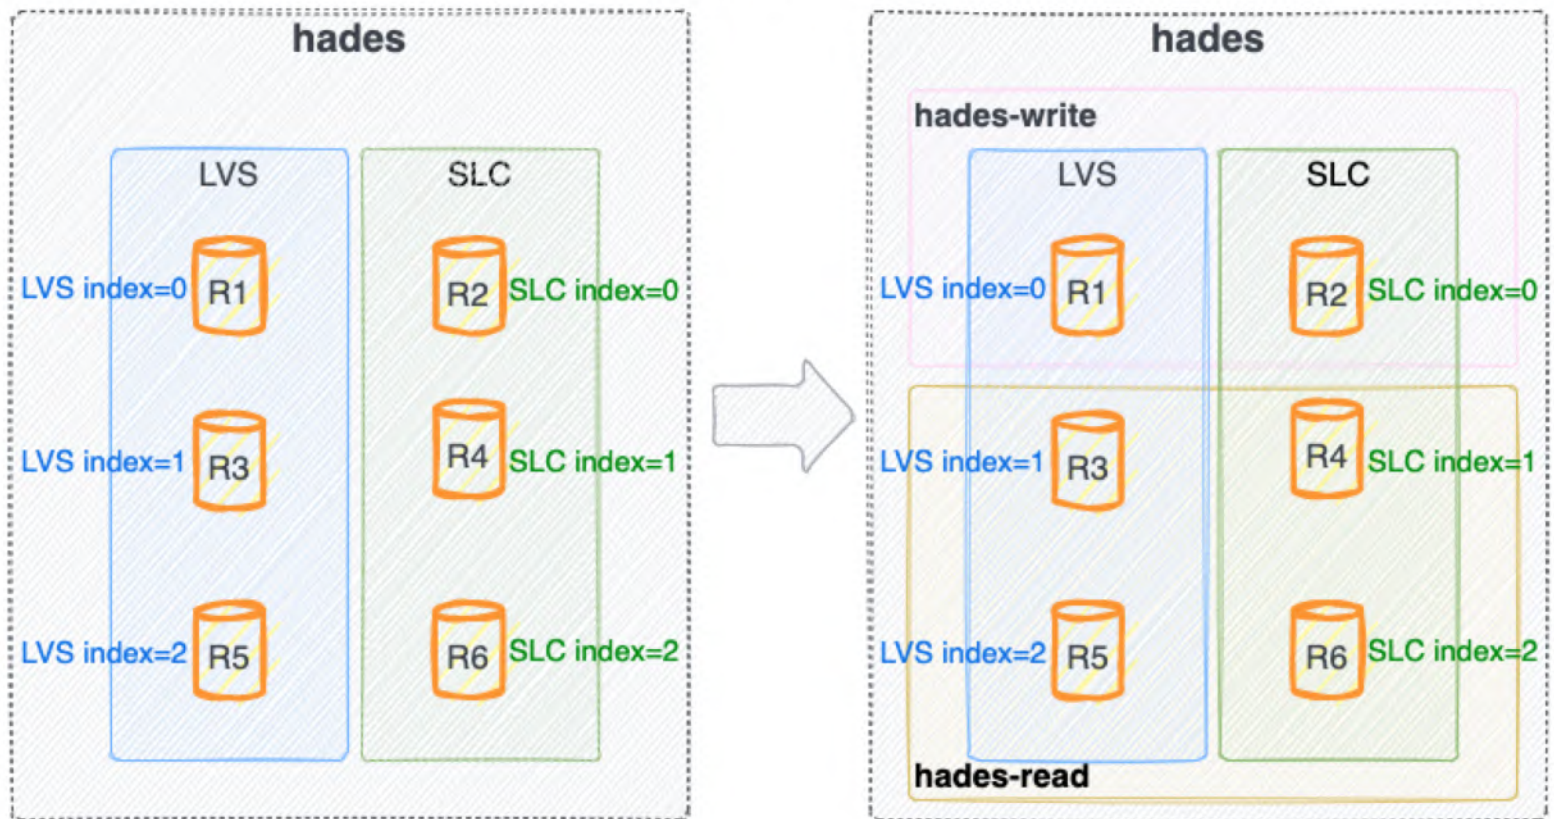 hades
LVS
SLC
LVS index=0
R1
R2
SLC index=0
LVS index=1
R3
R4
SLC index=1
LVS index=2
R5
R6
SLC index=2
hades
hades-write
LVS
SLC
LVS index=0
R1
R2
SLC index=0
LVS index=1
R3
R4
SLC index=1
LVS index=2
R5
R6
SLC index=2
hades-read